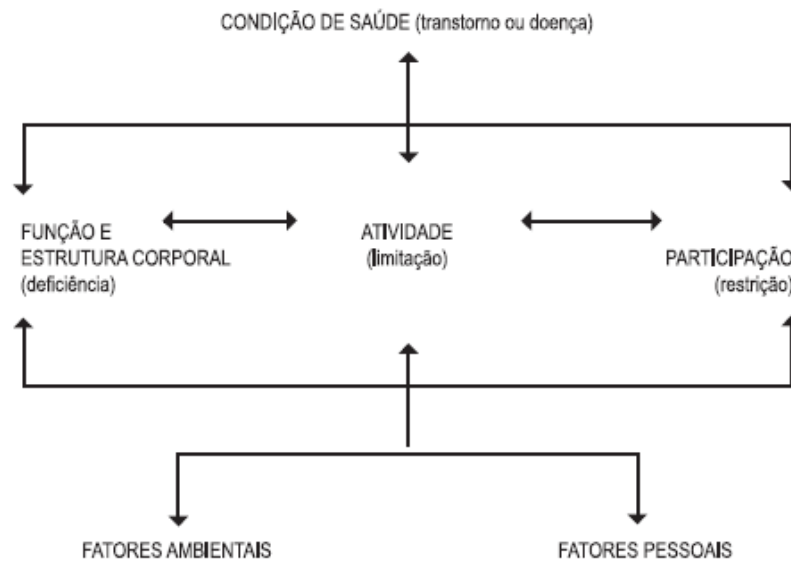 CONDIÇÃO DE SAÚDE (transtorno ou doença)
FUNÇÃO E
ESTRUTURA CORPORAL
(deficiência)
ATIVIDADE
(limitação)
PARTICIPAÇÃO
(restrição)
FATORES AMBIENTAIS
FATORES PESSOAIS